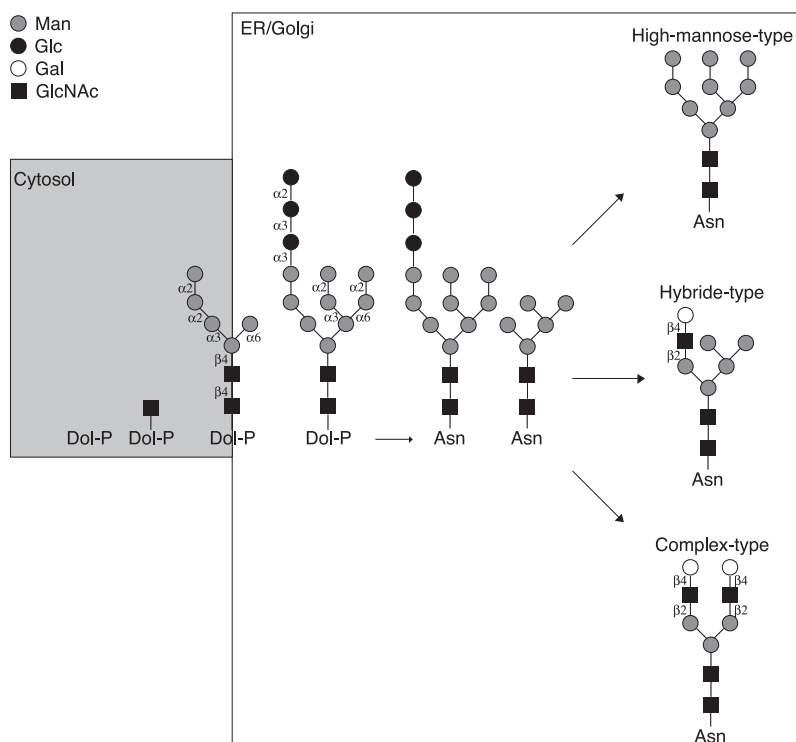 Man
Glc
Gal
GlcNAc
ER/Golgi
Cytosol
High-mannose-type
Asn
α2
α3
α3
α2
α2
α3
α6
α2
α2
α3
α6
β4
β4
Dol-P
Dol-P
Dol-P
Dol-P
Asn
Asn
Hybride-type
β4
β2
Asn
Complex-type
β4
β4
β2
β2
Asn